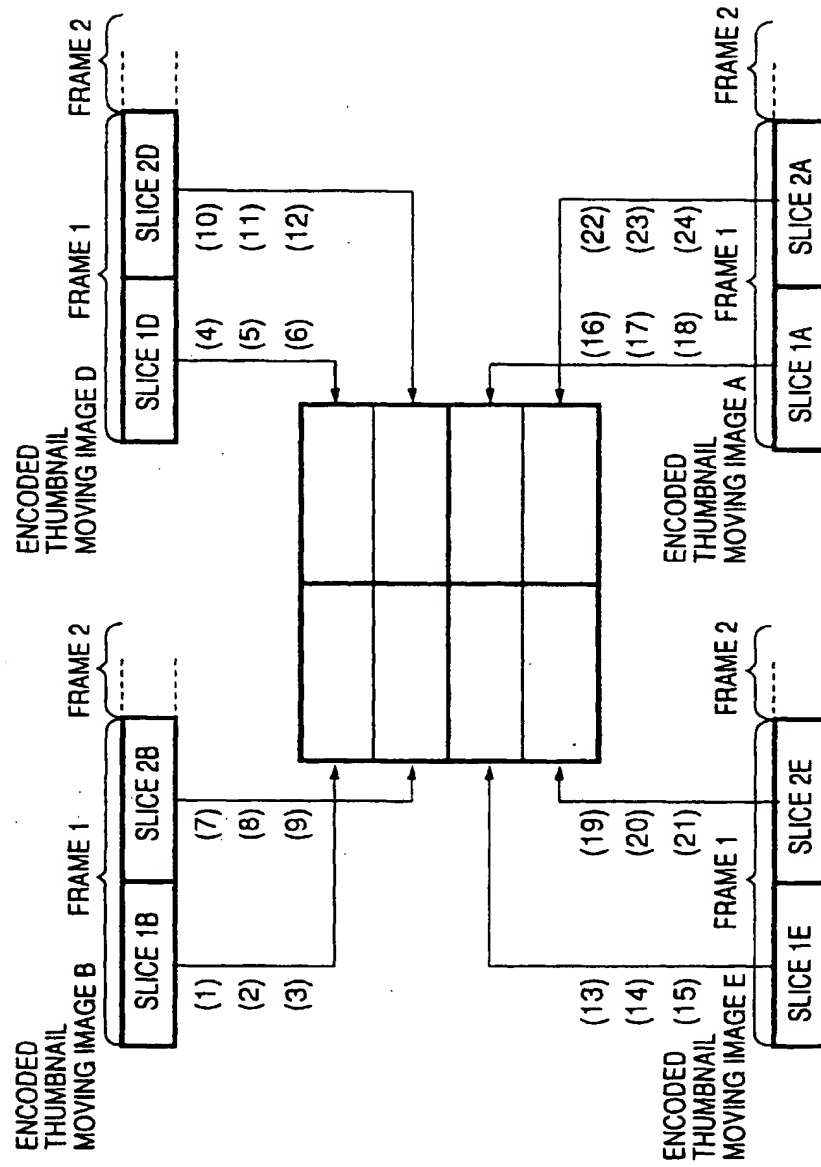 ENCODED
THUMBNAIL
MOVING IMAGE B
FRAME 1
FRAME 2
SLICE 1B
SLICE 2B
(1)
(2)
(3)
(7)
(8)
(9)
ENCODED
THUMBNAIL
MOVING IMAGE D
FRAME 1
FRAME 2
SLICE 1D
SLICE 2D
(4)
(5)
(6)
(10)
(11)
(12)
(13)
(14)
(15)
(19)
(20)
(21)
ENCODED
THUMBNAIL
MOVING IMAGE E
FRAME 1
FRAME 2
SLICE 1E
SLICE 2E
(16)
(17)
(18)
(22)
(23)
(24)
ENCODED
THUMBNAIL
MOVING IMAGE A
FRAME 1
FRAME 2
SLICE 1A
SLICE 2A